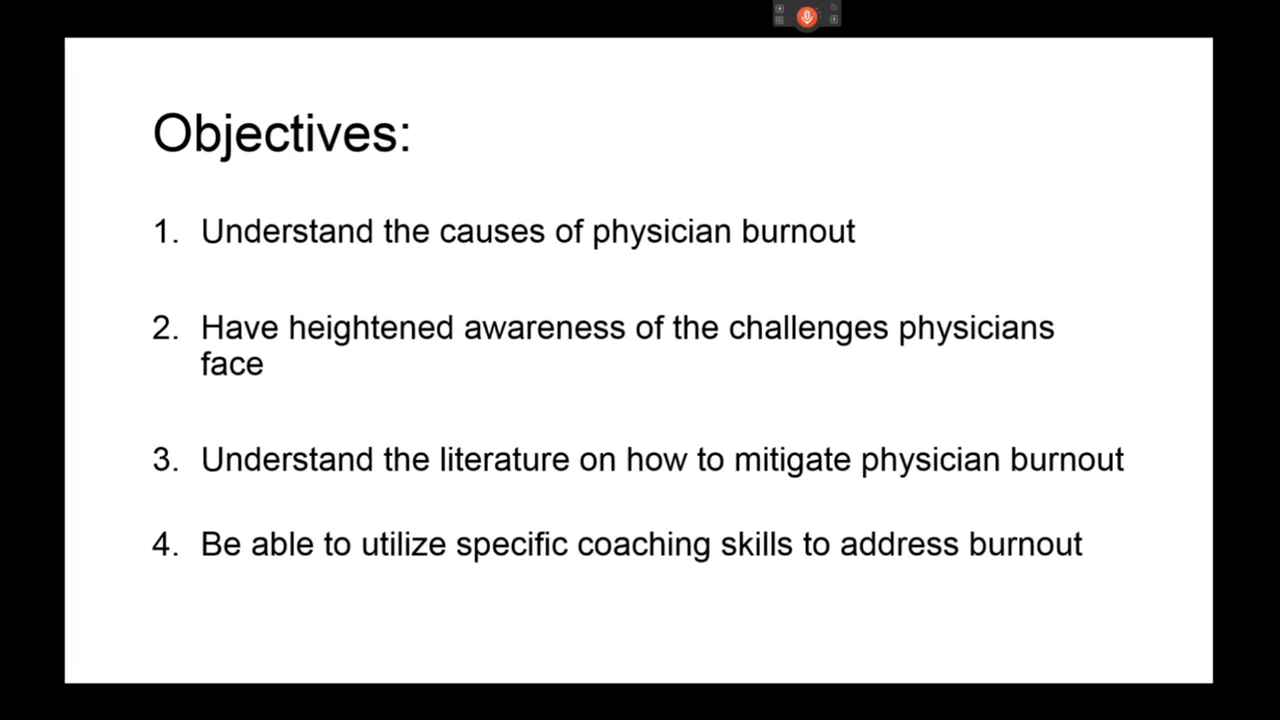 Objectives:
1. Understand the causes of physician burnout
2. Have heightened awareness of the challenges physicians
face
3. Understand the literature on how to mitigate physician burnout
4. Be able to utilize specific coaching skills to address burnout